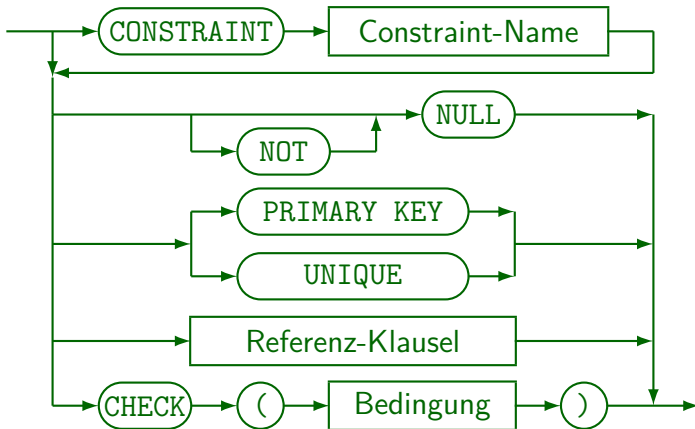 CONSTRAINT Constraint-Name
NULL
NOT
PRIMARY KEY
UNIQUE
Referenz-Klausel
CHECK ( Bedingung )